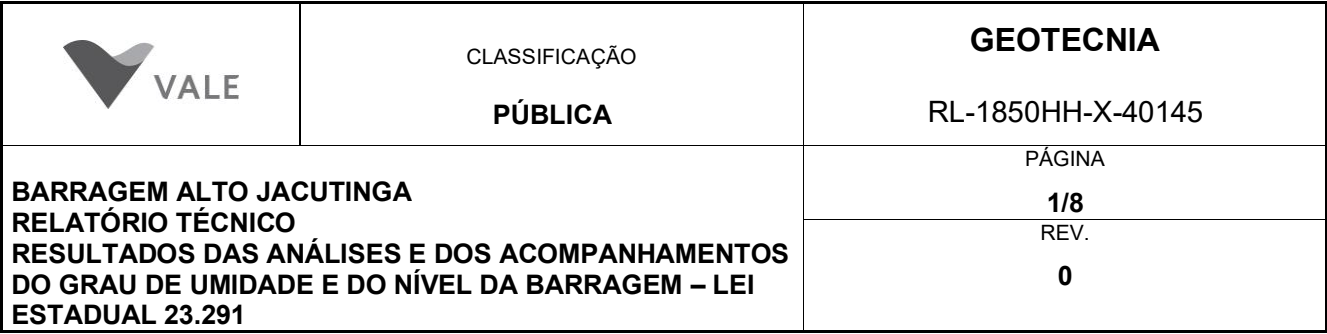 VALE
CLASSIFICAÇÃO
PÚBLICA
GEOTECNIA
RL-1850HH-X-40145
BARRAGEM ALTO JACUTINGA
RELATÓRIO TÉCNICO
RESULTADOS DAS ANÁLISES E DOS ACOMPANHAMENTOS
DO GRAU DE UMIDADE E DO NÍVEL DA BARRAGEM – LEI
ESTADUAL 23.291
PÁGINA
1/8
REV.
0